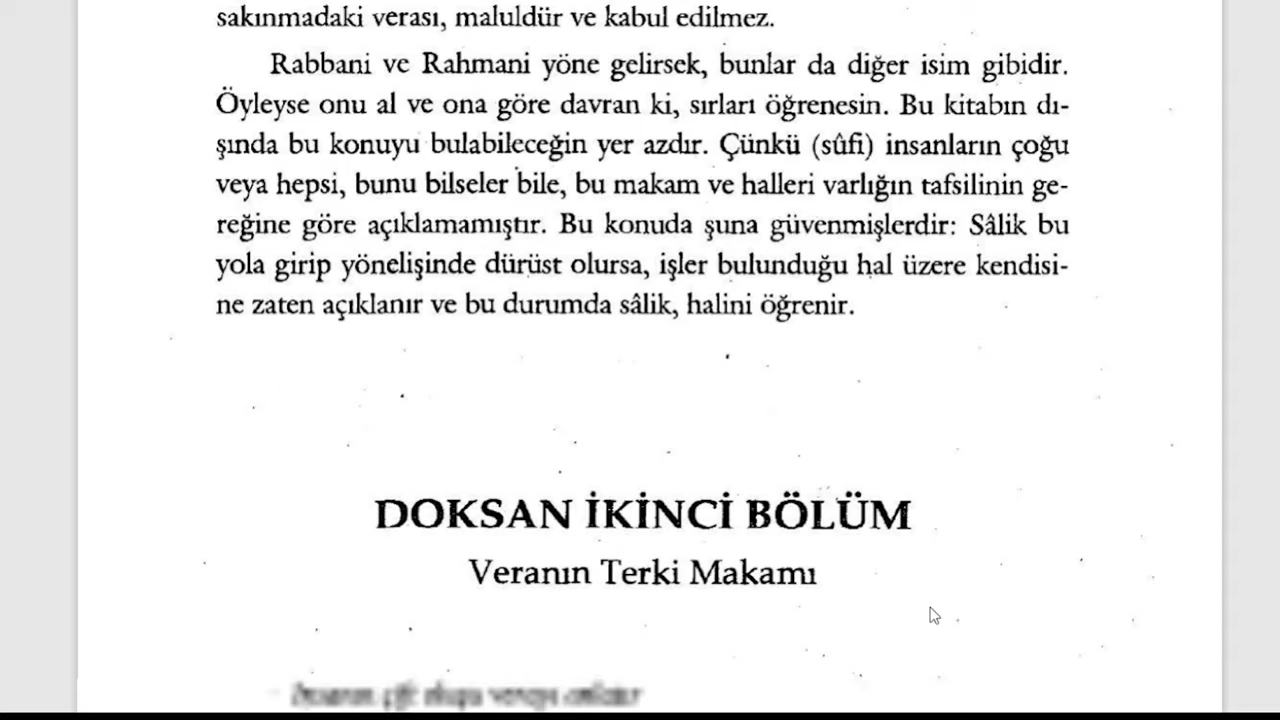 sakınmadaki verası, maluldür ve kabul edilmez.
Rabbani ve Rahmani yöne gelirsek, bunlar da diğer isim gibidir.
Öyleyse onu al ve ona göre davran ki, sırları öğrenesin. Bu kitabın dı-
şında bu konuyu bulabileceğin yer azdır. Çünkü (sûfi) insanların çoğu
veya hepsi, bunu bilseler bile, bu makam ve halleri varlığın tafsilinin ge-
reğine göre açıklamamıştır. Bu konuda şuna güvenmişlerdir: Sâlik bu
yola girip yönelişinde dürüst olursa, işler bulunduğu hal üzere kendisi-
ne zaten açıklanır ve bu durumda sâlik, halini öğrenir.
DOKSAN İKİNCİ BÖLÜM
Veranın Terki Makamı